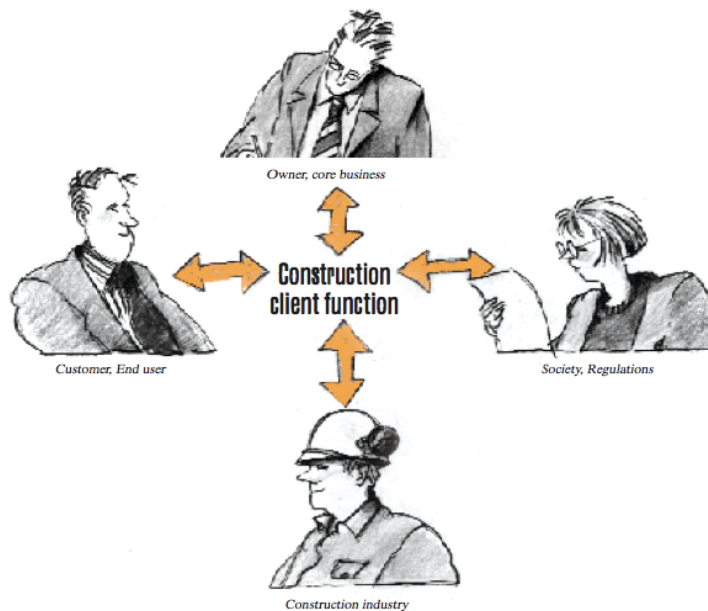 Owner, core business
Construction
client function
Customer, End user
Society, Regulations
Construction industry